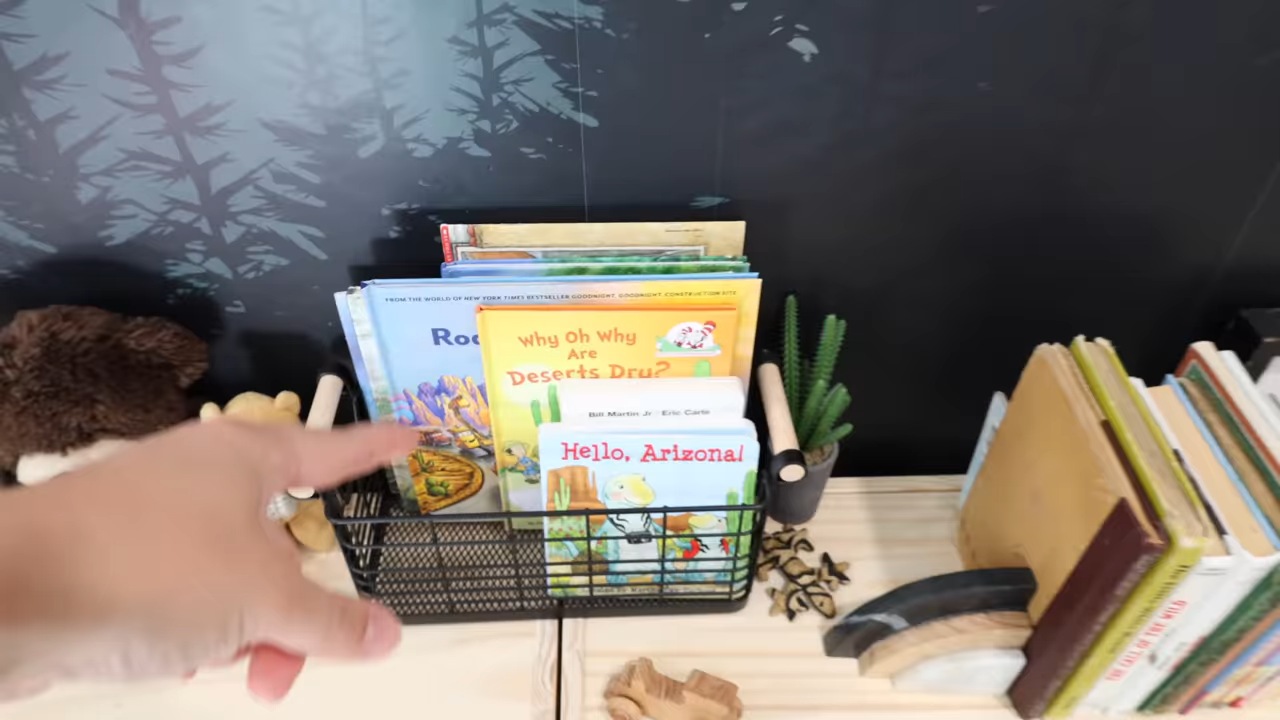 FROM THE WORLD OF NEW YORK TIMES BESTSELLER GOODNIGHT, GOODNIGHT, CONSTRUCTION SITE
Why Oh Why
Are
Deserts Dry?
Bill Martin Jr / Eric Carle
Hello, Arizona!
THE CALL OF THE WILD